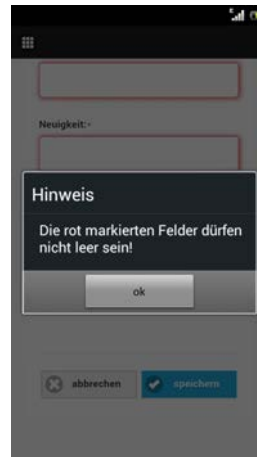 Neuigkeit:*
Hinweis
Die rot markierten Felder dürfen
nicht leer sein!
ok
abbrechen
speichern